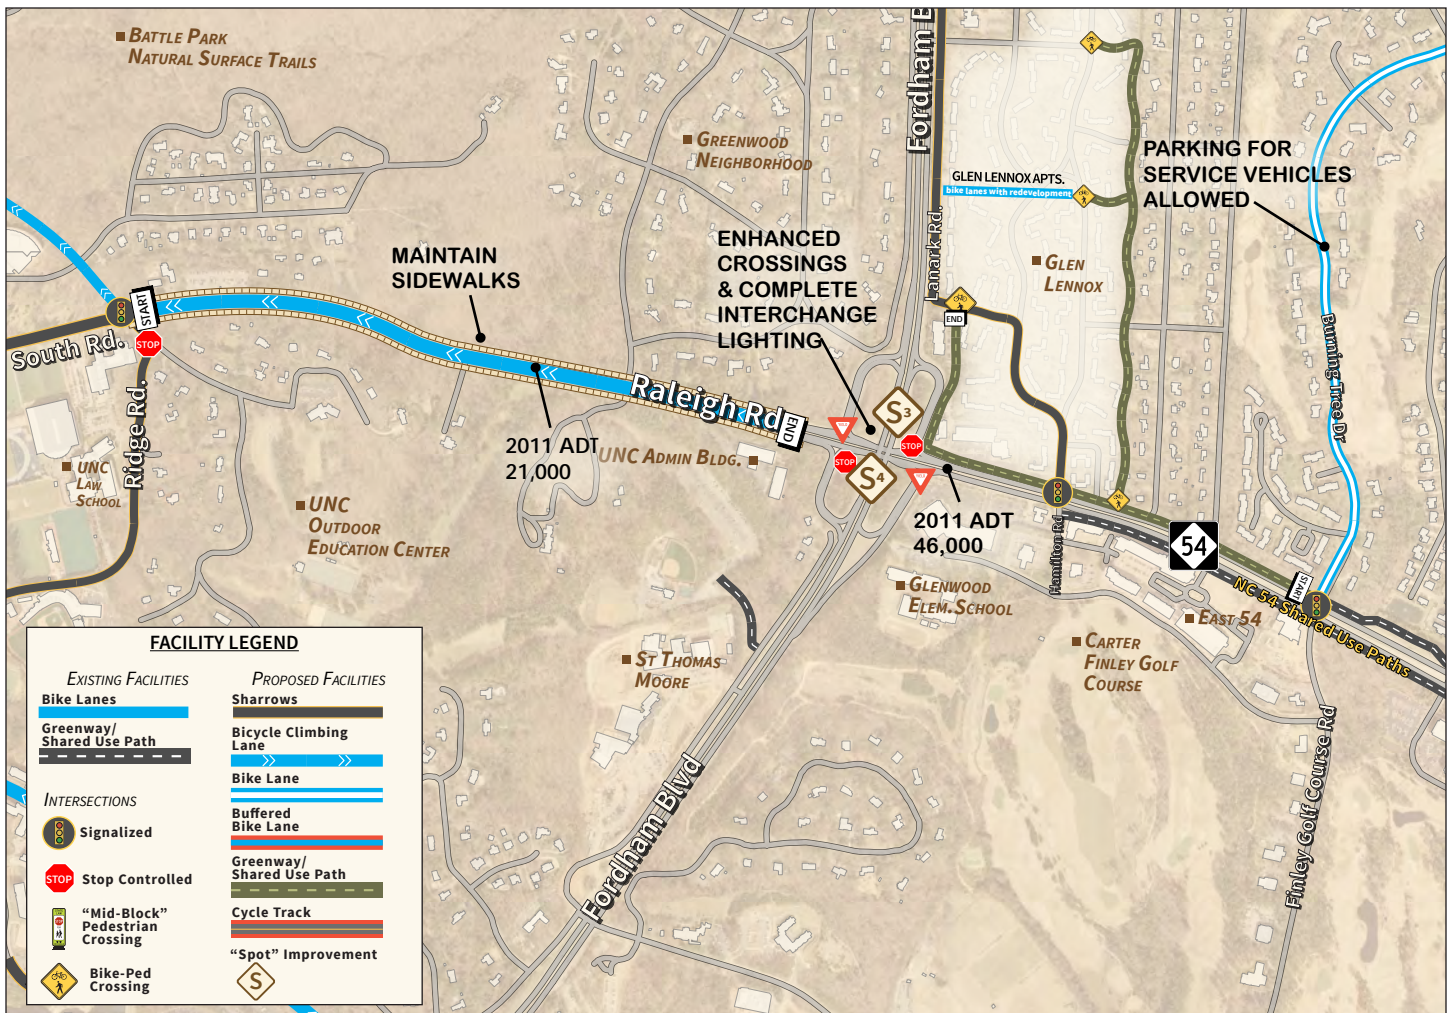 BATTLE PARK
NATURAL SURFACE TRAILS
Fordham B
GREENWOOD
NEIGHBORHOOD
PARKING FOR
SERVICE VEHICLES
ALLOWED
GLEN LENNOX APTS.
bike lanes with redevelopment
Lanark Rd.
MAINTAIN
SIDEWALKS
ENHANCED
CROSSINGS
& COMPLETE
INTERCHANGE
LIGHTING
GLEN
LENNOX
START
END
South Rd.
STOP
Ridge Rd.
Burning Tree Dr
Raleigh Rd
END
S3
STOP
STOP
S4
2011 ADT
21,000
UNC ADMIN BLDG.
UNC
LAW
SCHOOL
UNC
OUTDOOR
EDUCATION CENTER
2011 ADT
46,000
Hamilton Rd
54
START
NC 54 Shared Use Paths
GLENWOOD
ELEM. SCHOOL
EAST 54
CARTER
FINLEY GOLF
COURSE
ST THOMAS
MOORE
Fordham Blvd
Finley Golf Course Rd
FACILITY LEGEND
EXISTING FACILITIES
Bike Lanes
Greenway/
Shared Use Path
INTERSECTIONS
Signalized
STOP
Stop Controlled
“Mid-Block”
Pedestrian
Crossing
Bike-Ped
Crossing
PROPOSED FACILITIES
Sharrows
Bicycle Climbing
Lane
Bike Lane
Buffered
Bike Lane
Greenway/
Shared Use Path
Cycle Track
“Spot” Improvement
S